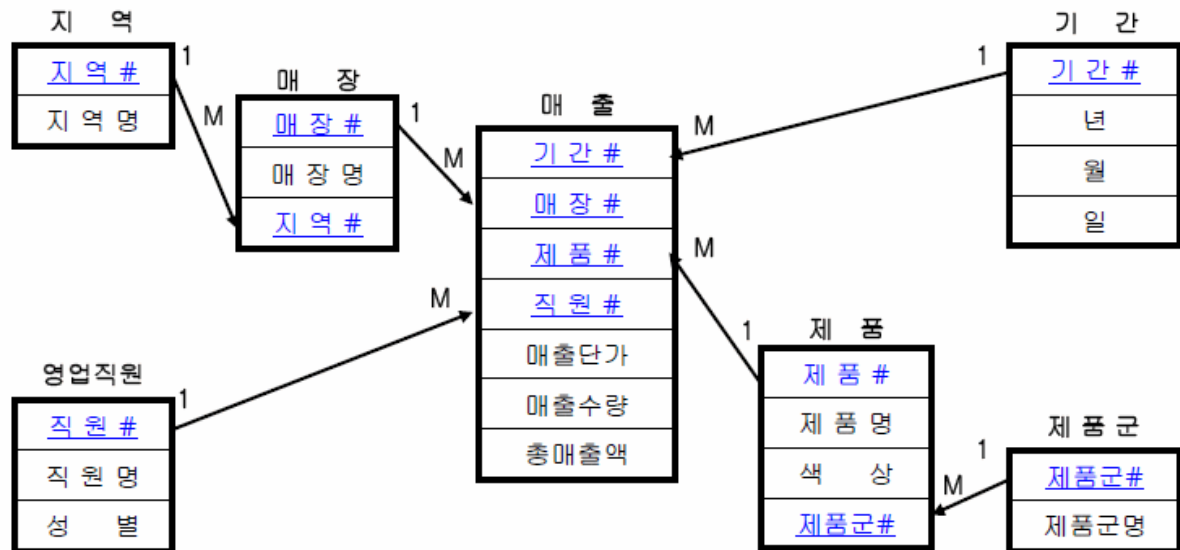 지 역
1
지 역 #
지 역 명
M
매 장
1
매 장 #
매 장 명
지 역 #
M
매 출
기 간 #
매 장 #
제 품 #
직 원 #
매출단가
매출수량
총매출액
기 간
1
기 간 #
년
월
일
M
M
1
제 품
제 품 #
제 품 명
색 상
제품군#
M
1
제 품 군
제품군#
제품군명
영업직원
1
M
직 원 #
직 원 명
성 별